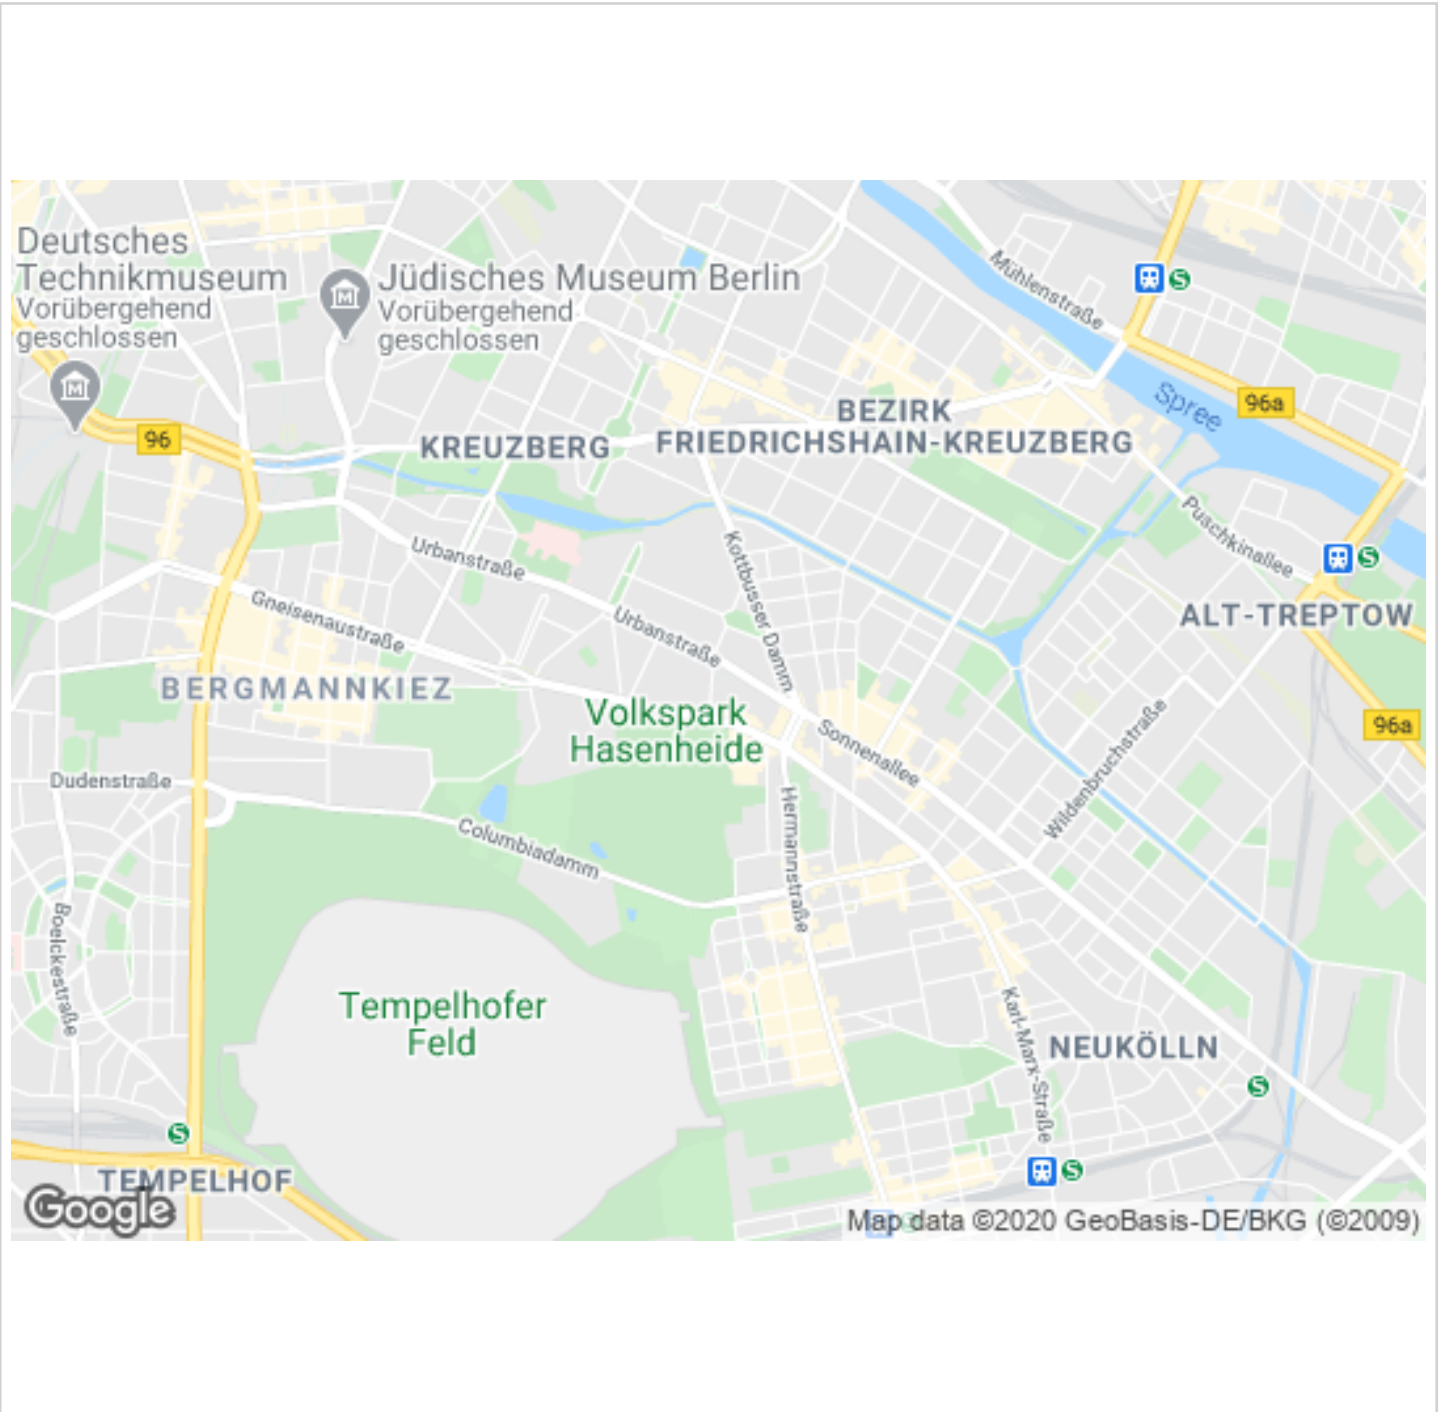 Deutsches
Technikmuseum
Vorübergehend
geschlossen
Jüdisches Museum Berlin
Vorübergehend
geschlossen
Mühlenstraße
96a
Spree
BEZIRK
FRIEDRICHSHAIN-KREUZBERG
96
KREUZBERG
Puschkinallee
Urbanstraße
Kottbusser Damm
Gneisenaustraße
Urbanstraße
ALT-TREPTOW
BERGMANNKIEZ
Volkspark
Hasenheide
Sonnenallee
Wildenbruchstraße
96a
Dudenstraße
Columbiadamm
Hermannstraße
Boelckestraße
Tempelhofer
Feld
Karl-Marx-Straße
NEUKÖLLN
TEMPELHOF
Google
Map data ©2020 GeoBasis-DE/BKG (©2009)